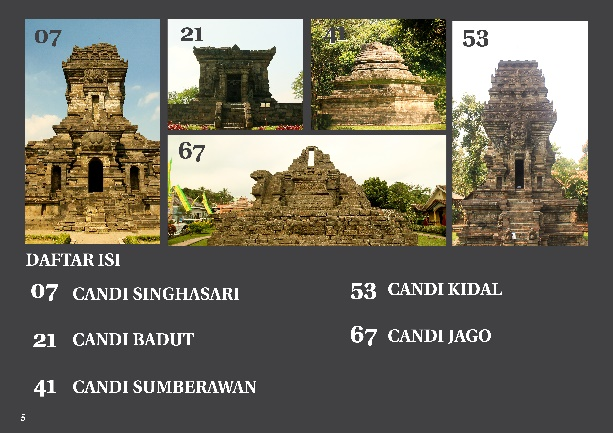 07
21
41
53
67
DAFTAR ISI
07 CANDI SINGHASARI
21 CANDI BADUT
41 CANDI SUMBERAWAN
53 CANDI KIDAL
67 CANDI JAGO
5